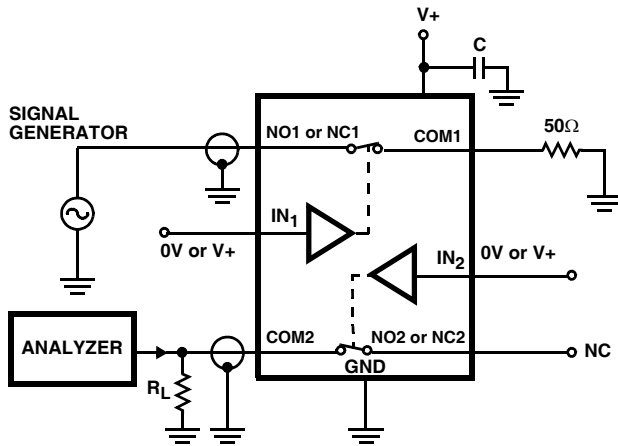 V+
C
SIGNAL
GENERATOR
NO1 or NC1
COM1
50Ω
IN1
0V or V+
IN2
0V or V+
ANALYZER
COM2
NO2 or NC2
NC
GND
RL